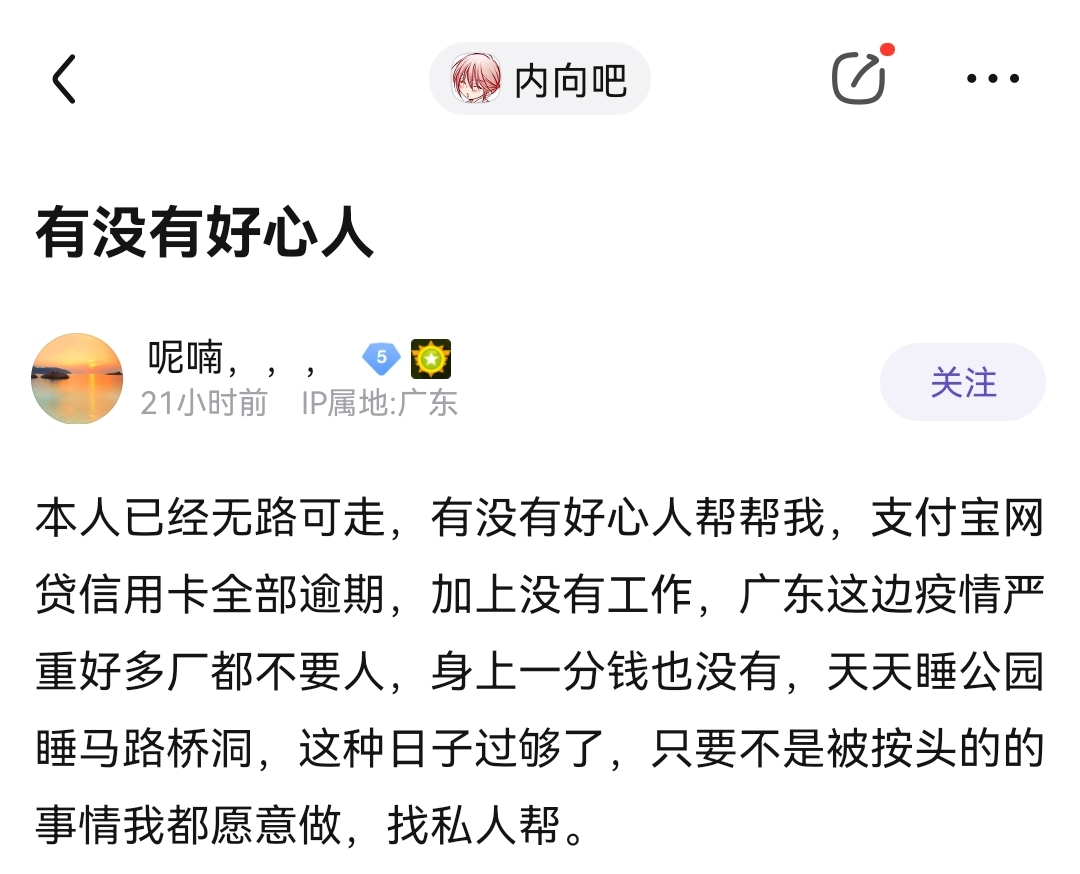 内向吧
有没有好心人
呢喃，，，
5
21小时前 IP属地:广东
关注
本人已经无路可走，有没有好心人帮帮我，支付宝网
贷信用卡全部逾期，加上没有工作，广东这边疫情严
重好多厂都不要人，身上一分钱也没有，天天睡公园
睡马路桥洞，这种日子过够了，只要不是被按头的的
事情我都愿意做，找私人帮。